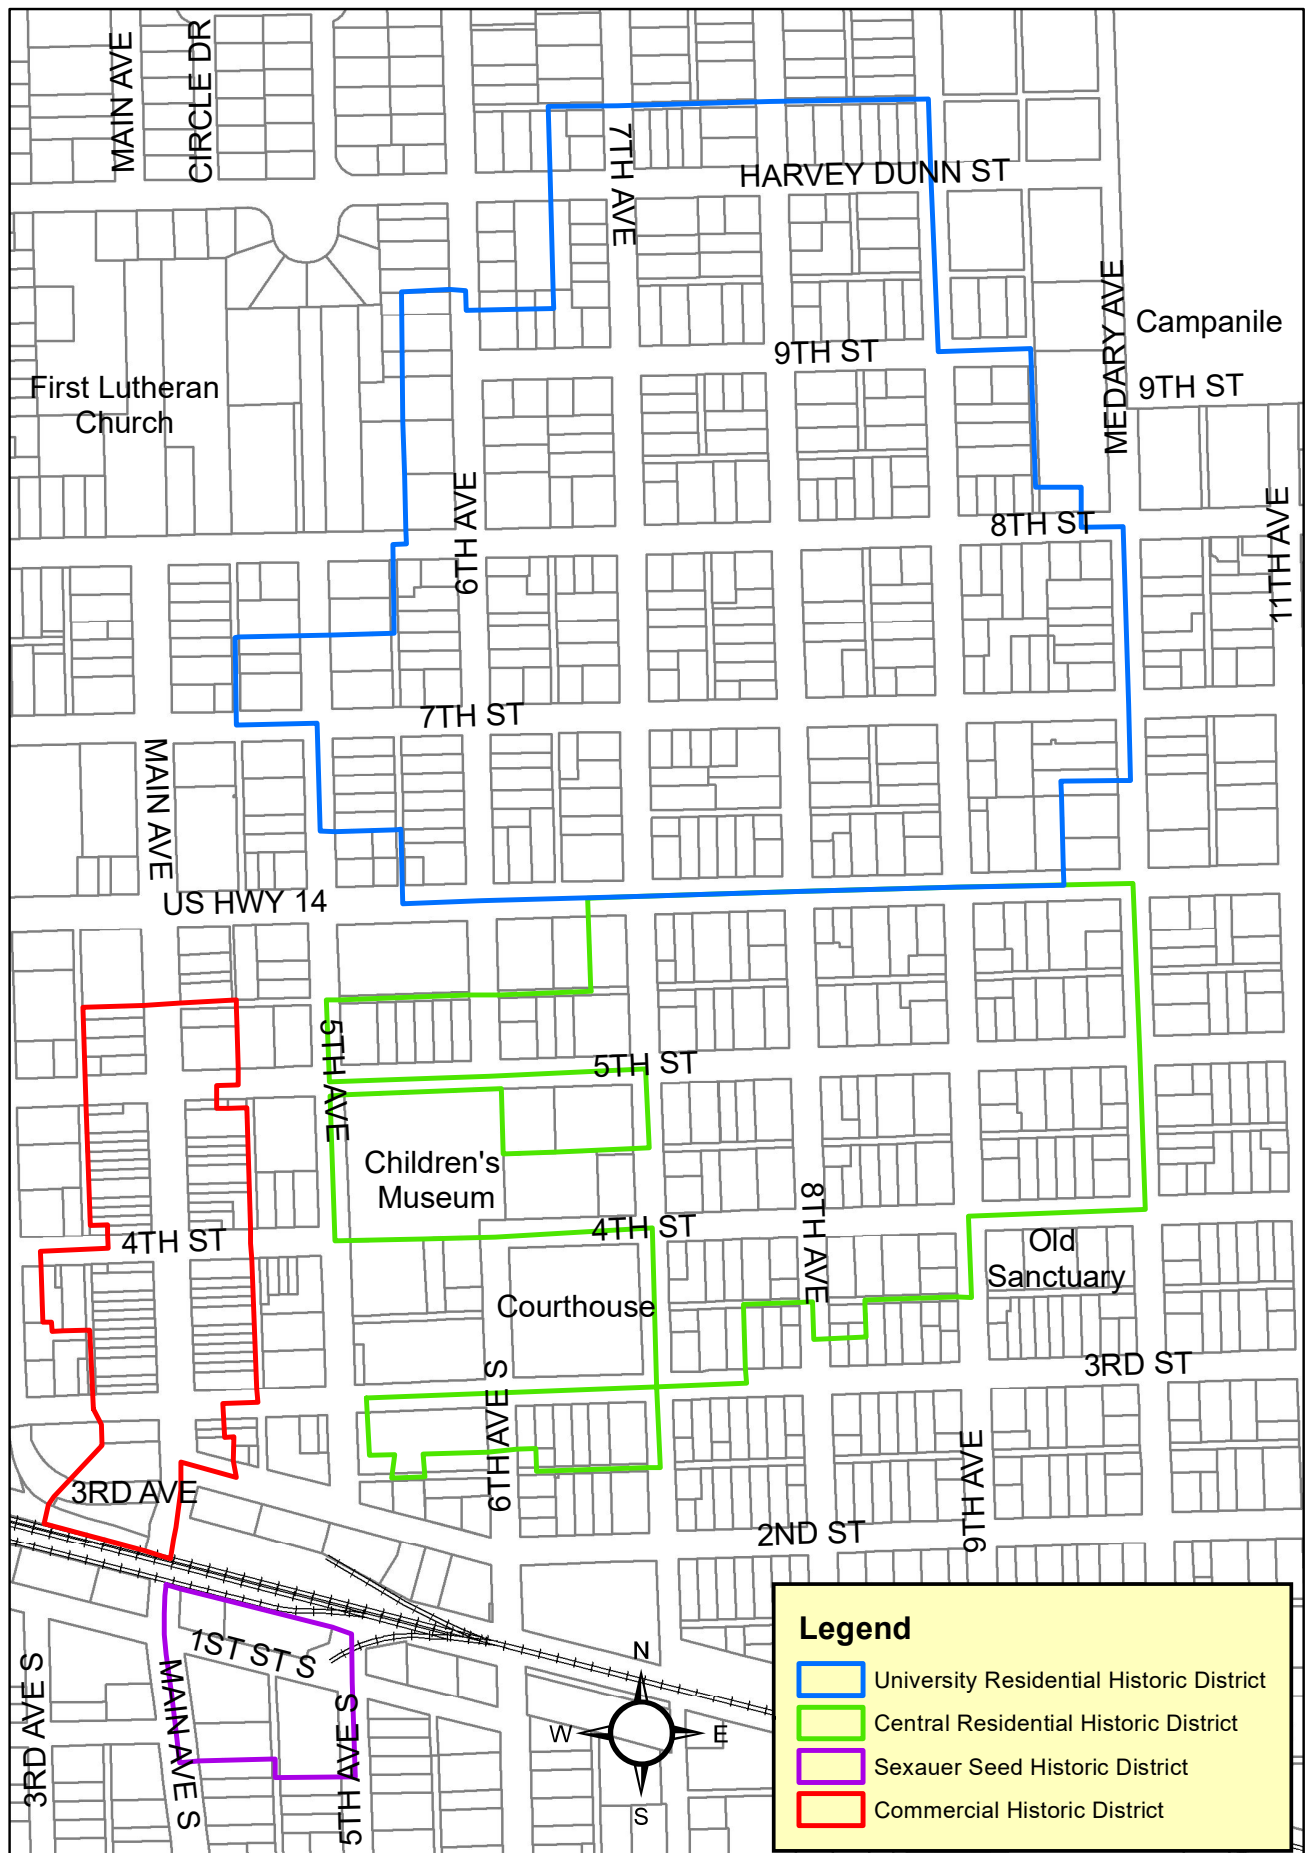 MAIN AVE
CIRCLE DR
7TH AVE
HARVEY DUNN ST
MEDARY AVE
Campanile
9TH ST
9TH ST
First Lutheran
Church
6TH AVE
8TH ST
11TH AVE
7TH ST
MAIN AVE
US HWY 14
5TH AVE
5TH ST
Children's
Museum
8TH AVE
4TH ST
4TH ST
Old
Sanctuary
Courthouse
3RD ST
6TH AVE S
9TH AVE
3RD AVE
2ND ST
1ST ST S
3RD AVE S
MAIN AVE S
5TH AVE S
N
W
E
S
Legend
University Residential Historic District
Central Residential Historic District
Sexauer Seed Historic District
Commercial Historic District